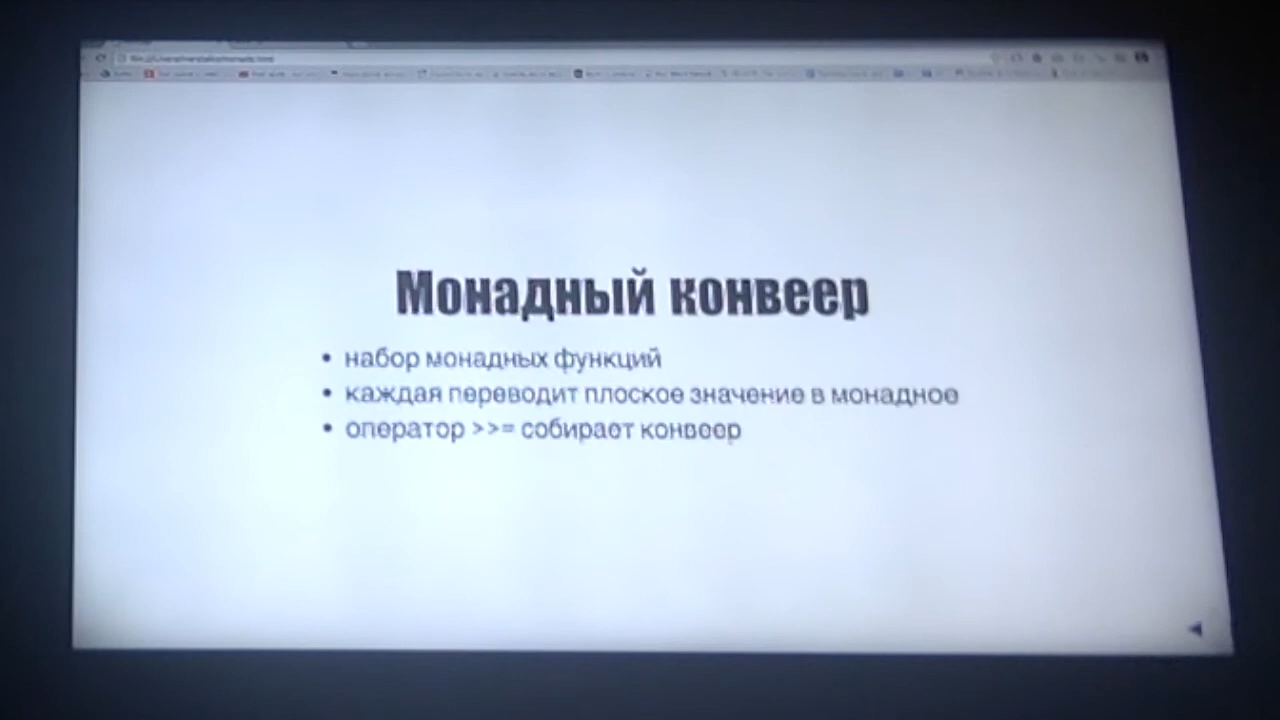 Монадный конвеер
• набор монадных функций
• каждая переводит плоское значение в монадное
• оператор >>= собирает конвеер